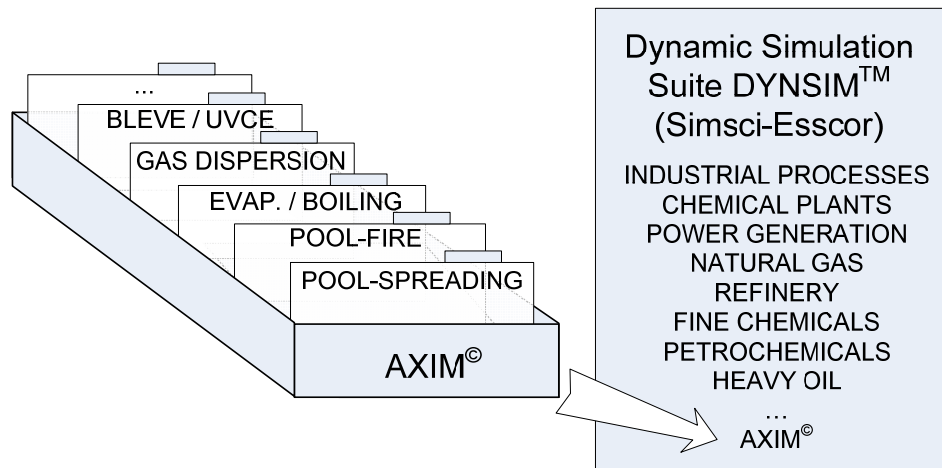 ...
BLEVE / UVCE
GAS DISPERSION
EVAP. / BOILING
POOL-FIRE
POOL-SPREADING
AXIM©
Dynamic Simulation
Suite DYNSIM™
(Simsci-Esscor)
INDUSTRIAL PROCESSES
CHEMICAL PLANTS
POWER GENERATION
NATURAL GAS
REFINERY
FINE CHEMICALS
PETROCHEMICALS
HEAVY OIL
...
AXIM©